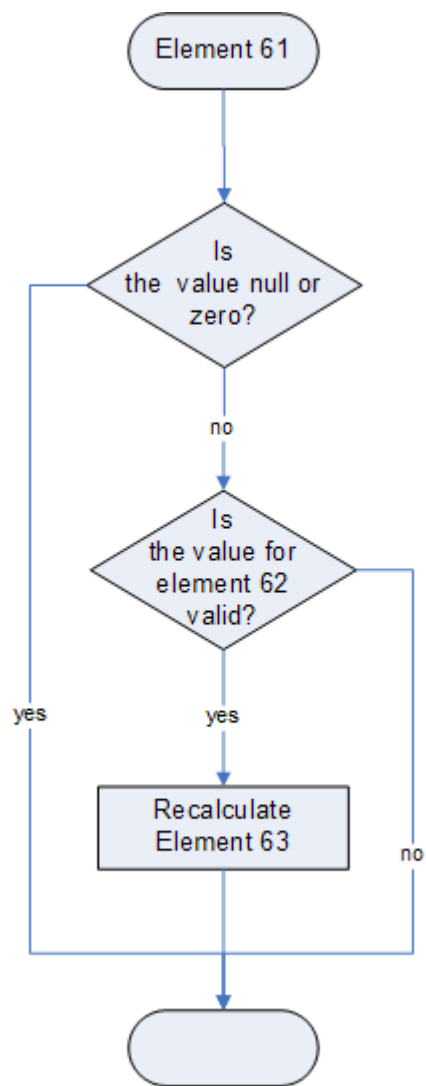 Element 61
Is
the value null or
zero?
no
Is
the value for
element 62
valid?
yes
yes
Recalculate
Element 63
no